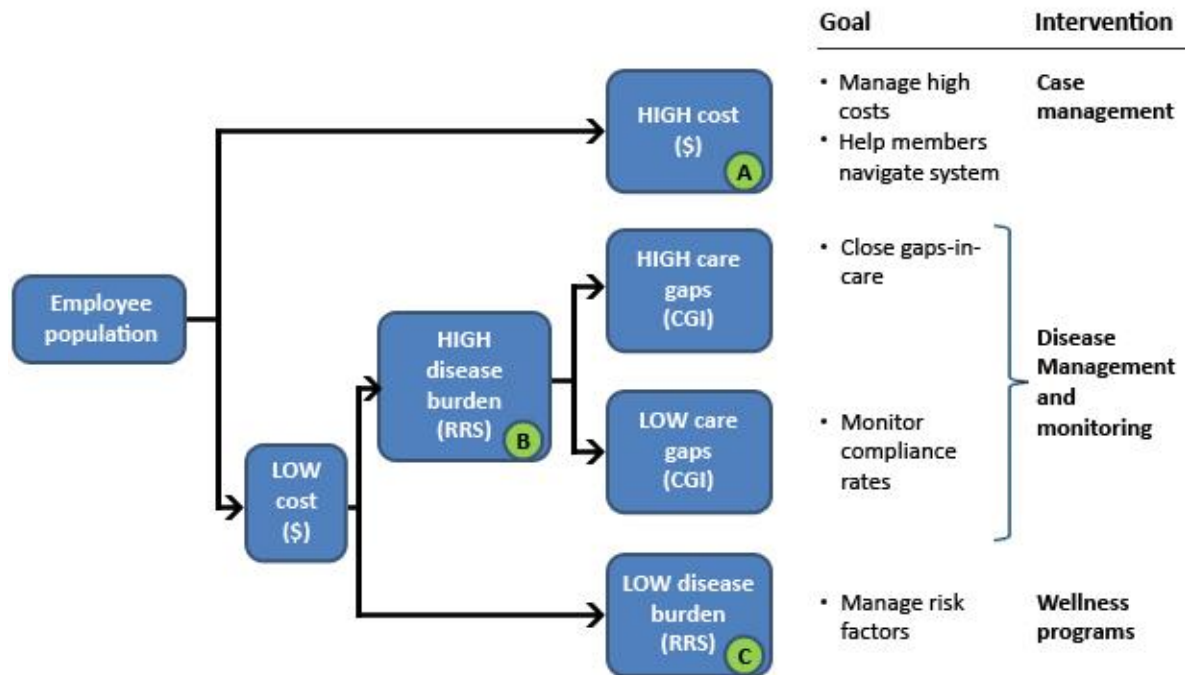 Goal
Intervention
HIGH cost
($)
A
• Manage high
costs
• Help members
navigate system
Case
management
Employee
population
HIGH
disease
burden
(RRS)
B
HIGH care
gaps
(CGI)
• Close gaps-in-
care
LOW care
gaps
(CGI)
• Monitor
compliance
rates
Disease
Management
and
monitoring
LOW
cost
($)
LOW disease
burden
(RRS)
C
• Manage risk
factors
Wellness
programs